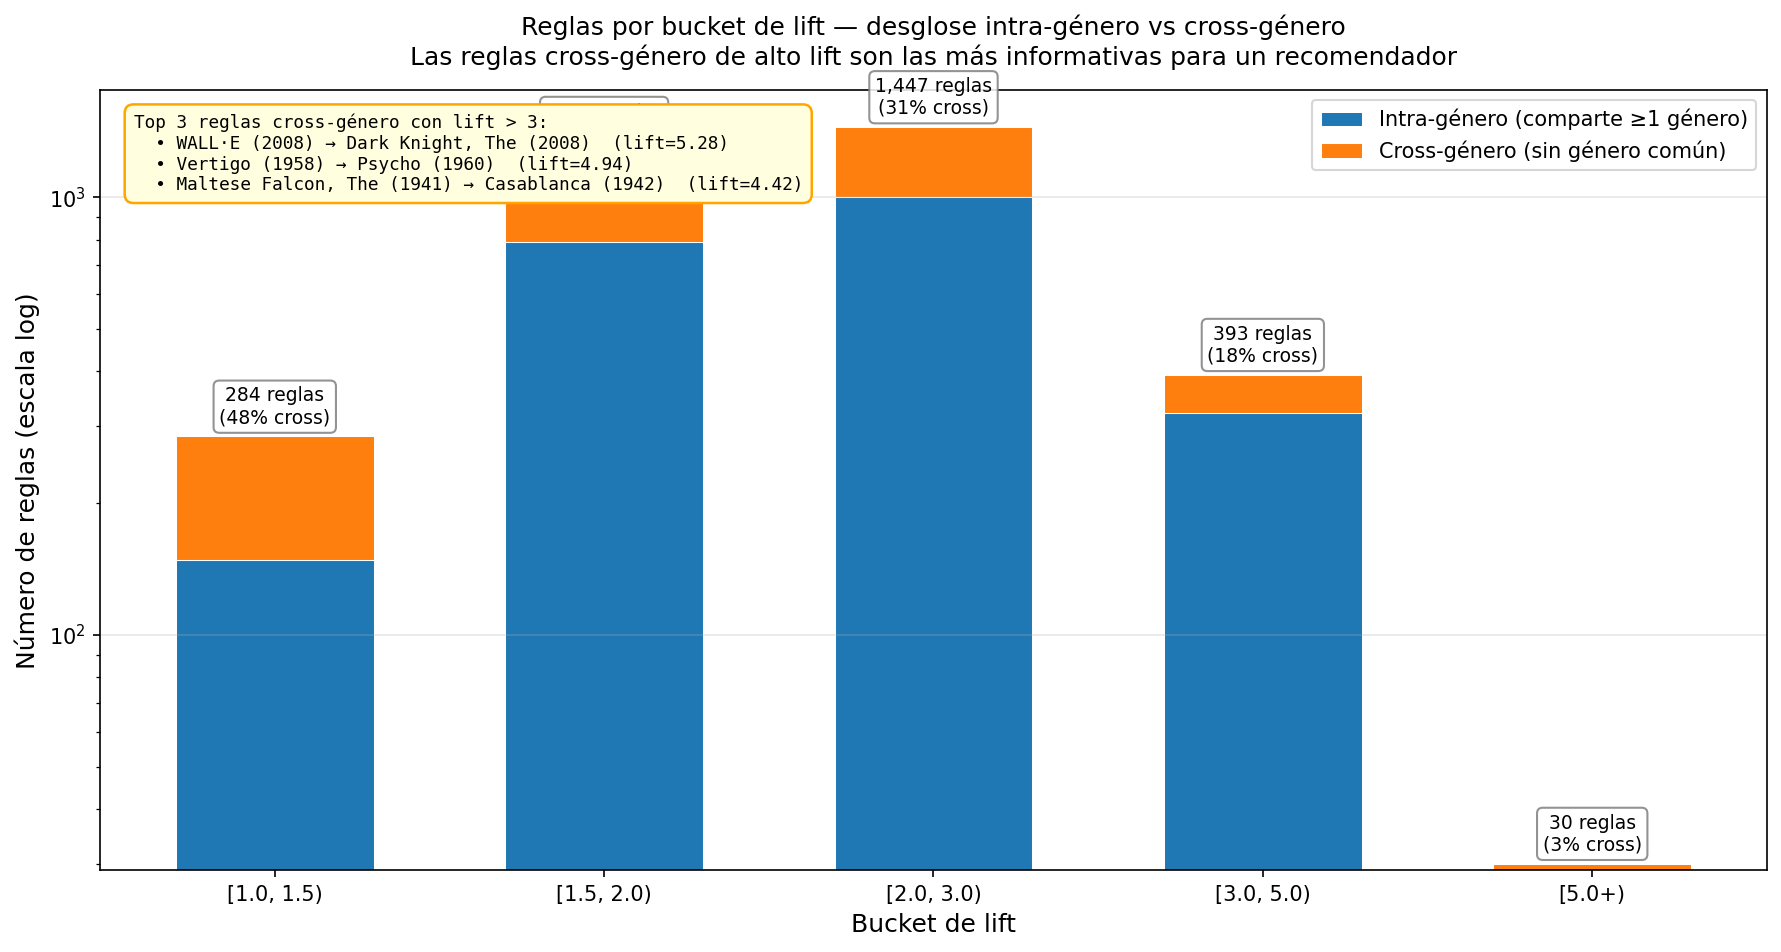 Reglas por bucket de lift — desglose intra-género vs cross-género
Las reglas cross-género de alto lift son las más informativas para un recomendador
1,447 reglas
(31% cross)
Top 3 reglas cross-género con lift > 3:
• WALL·E (2008) → Dark Knight, The (2008) (lift=5.28)
• Vertigo (1958) → Psycho (1960) (lift=4.94)
• Maltese Falcon, The (1941) → Casablanca (1942) (lift=4.42)
Intra-género (comparte ≥1 género)
Cross-género (sin género común)
10³
393 reglas
(18% cross)
284 reglas
(48% cross)
Número de reglas (escala log)
10²
30 reglas
(3% cross)
[1.0, 1.5)
[1.5, 2.0)
[2.0, 3.0)
[3.0, 5.0)
[5.0+)
Bucket de lift